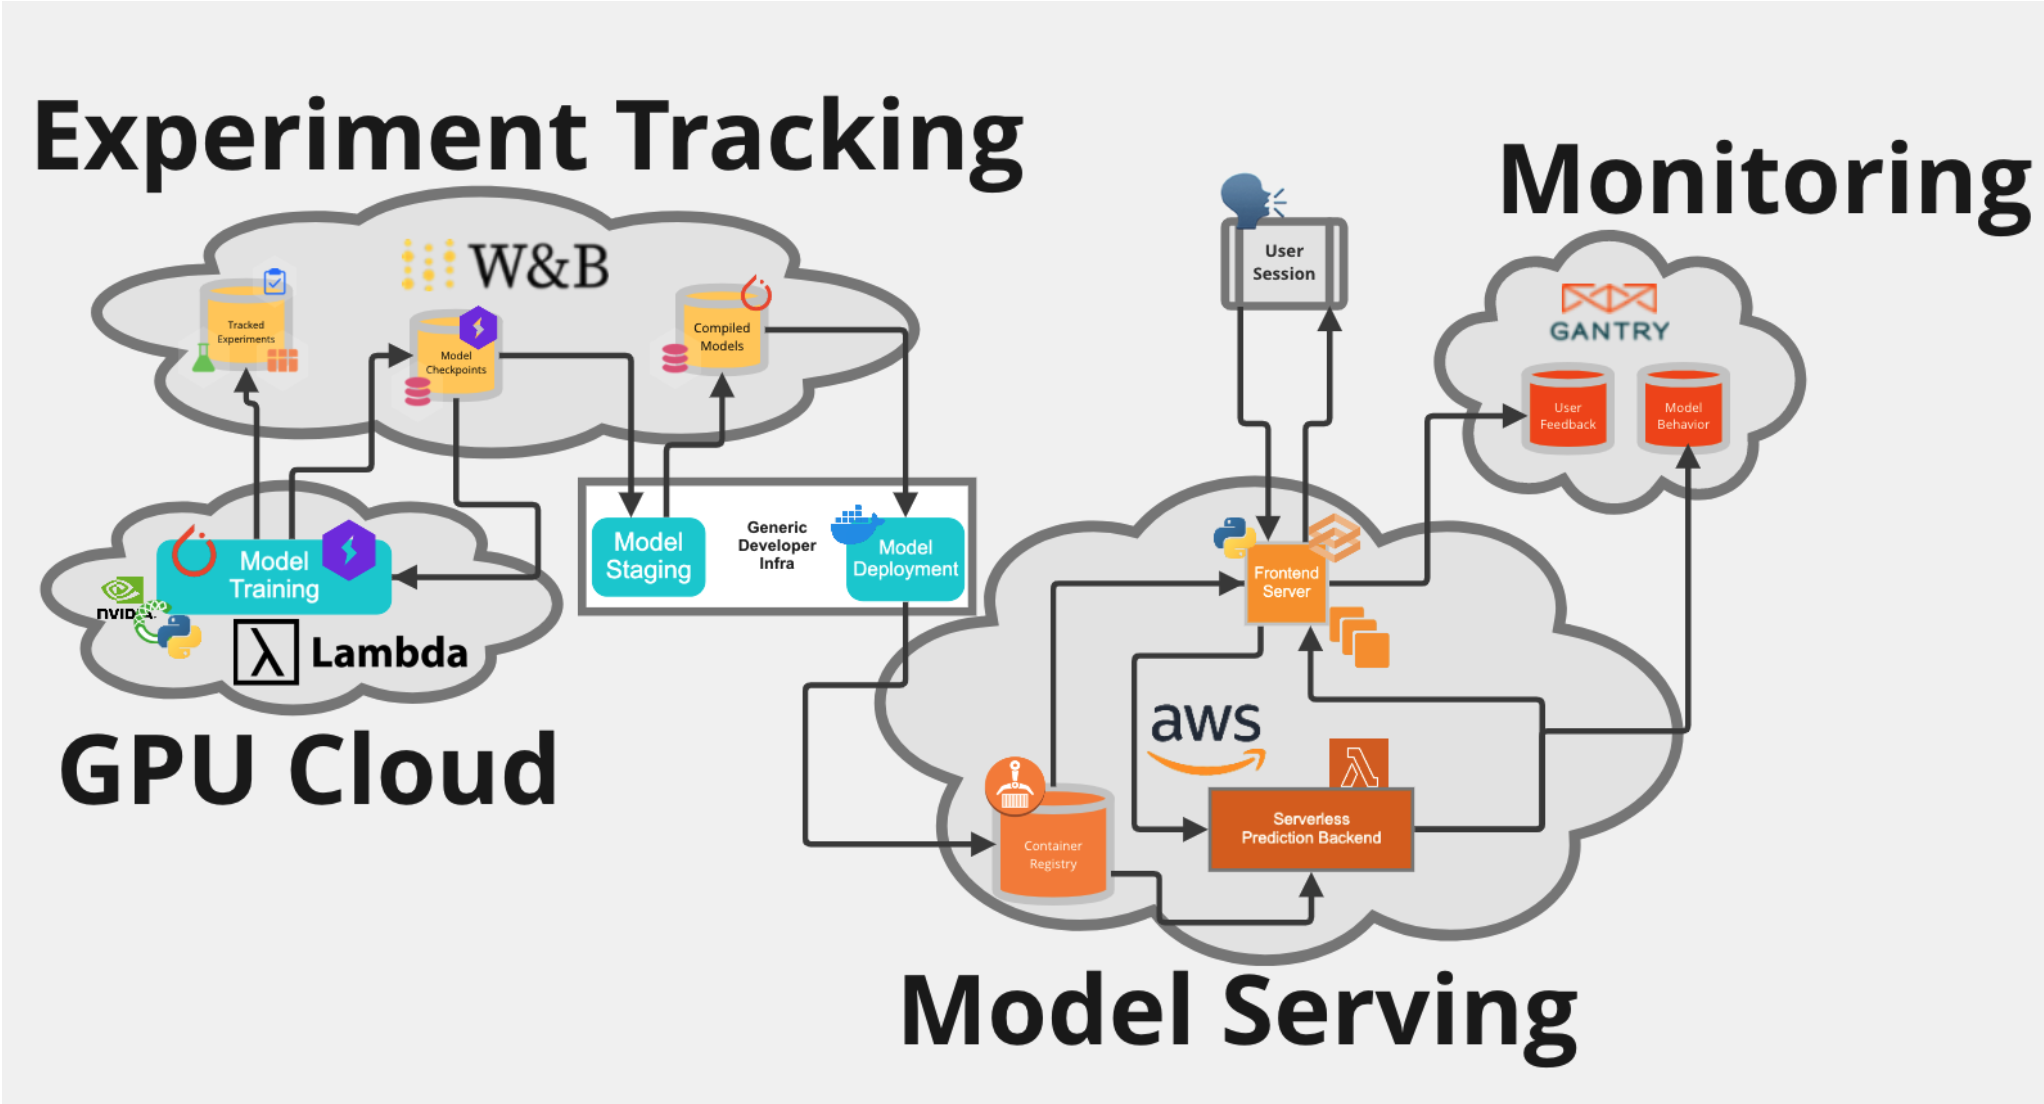 Experiment Tracking
Monitoring
W&B
Tracked
Experiments
Model
Checkpoints
Compiled
Models
User
Session
GANTRY
User
Feedback
Model
Behavior
Model
Training
NVIDIA
Lambda
GPU Cloud
Model
Staging
Generic
Developer
Infra
Model
Deployment
Frontend
Server
aws
Serverless
Prediction Backend
Container
Registry
Model Serving